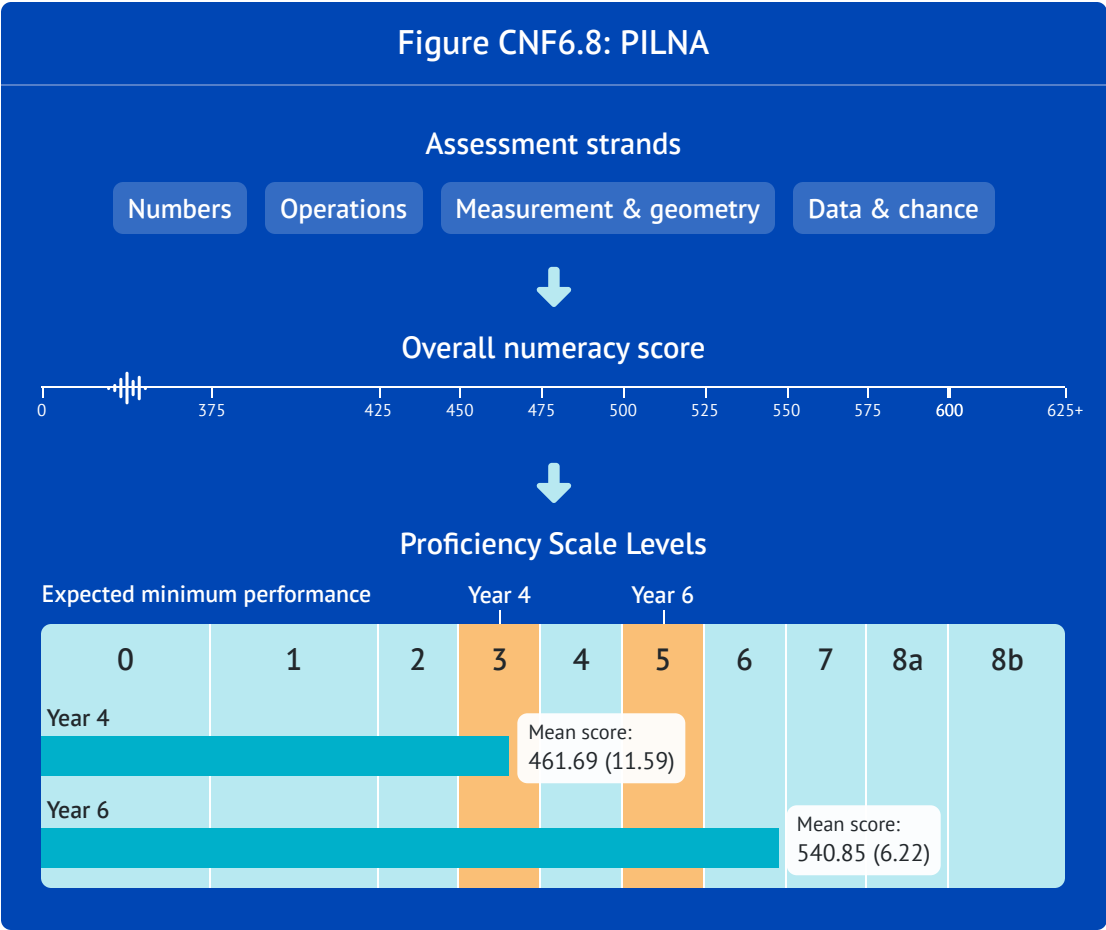 Figure CNF6.8: PILNA
Assessment strands
Numbers Operations Measurement & geometry Data & chance
Overall numeracy score
0 375 425 450 475 500 525 550 575 600 625+
Proficiency Scale Levels
Expected minimum performance Year 4 Year 6
0 1 2 3 4 5 6 7 8a 8b
Year 4
Mean score:
461.69 (11.59)
Year 6
Mean score:
540.85 (6.22)